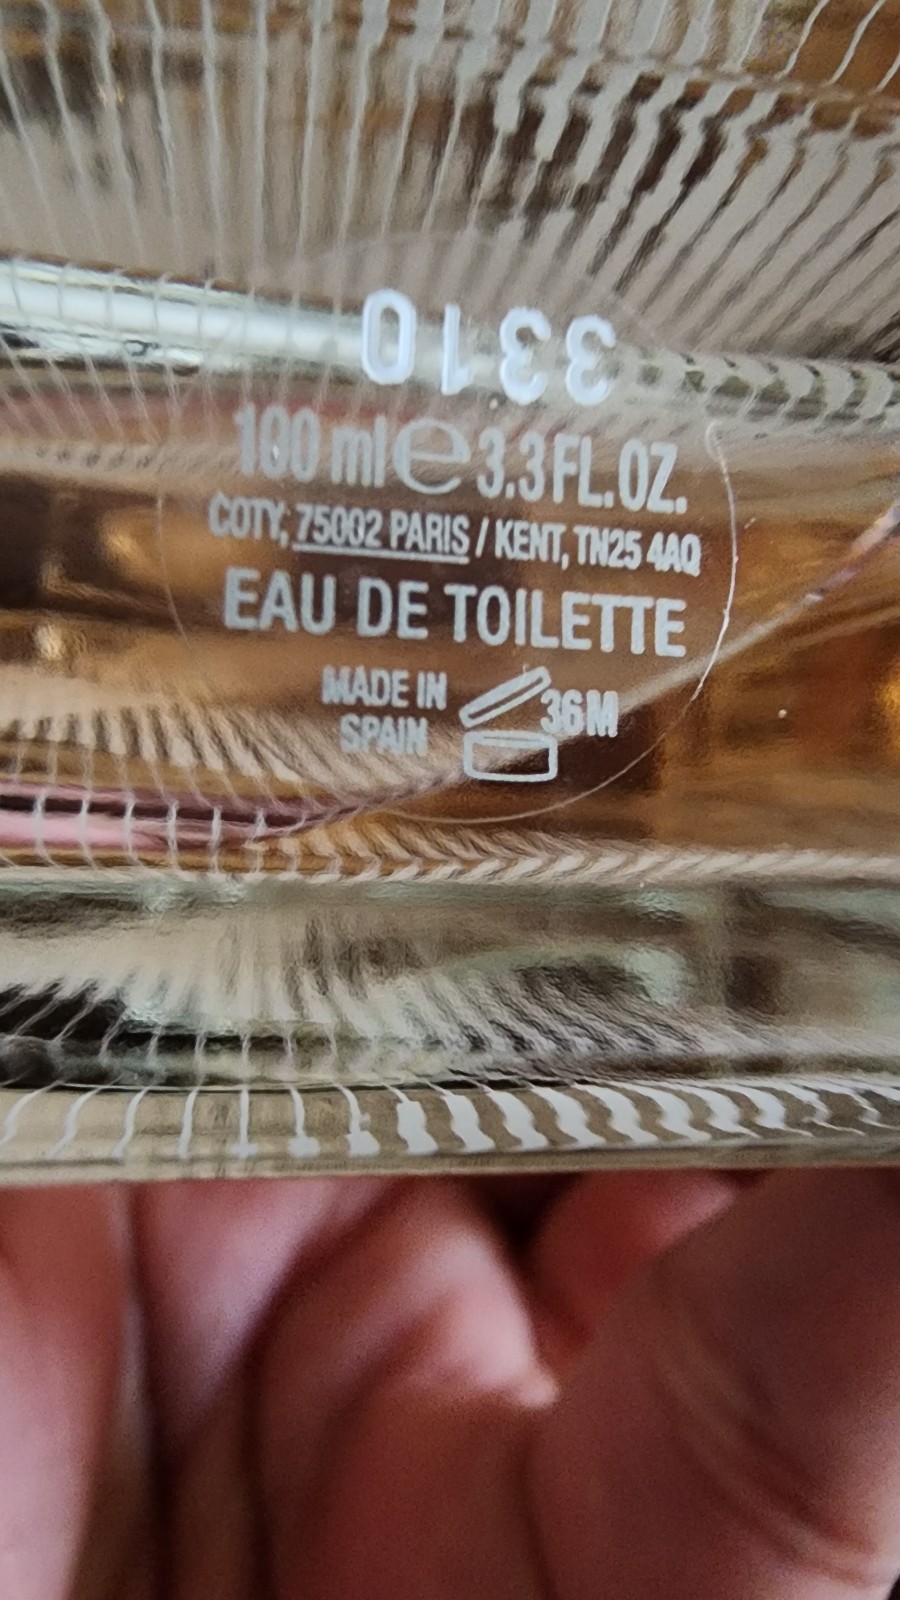 3310
100 ml e 3.3 FL.OZ.
COTY, 75002 PARIS / KENT, TN25 4AQ
EAU DE TOILETTE
MADE IN 36M
SPAIN